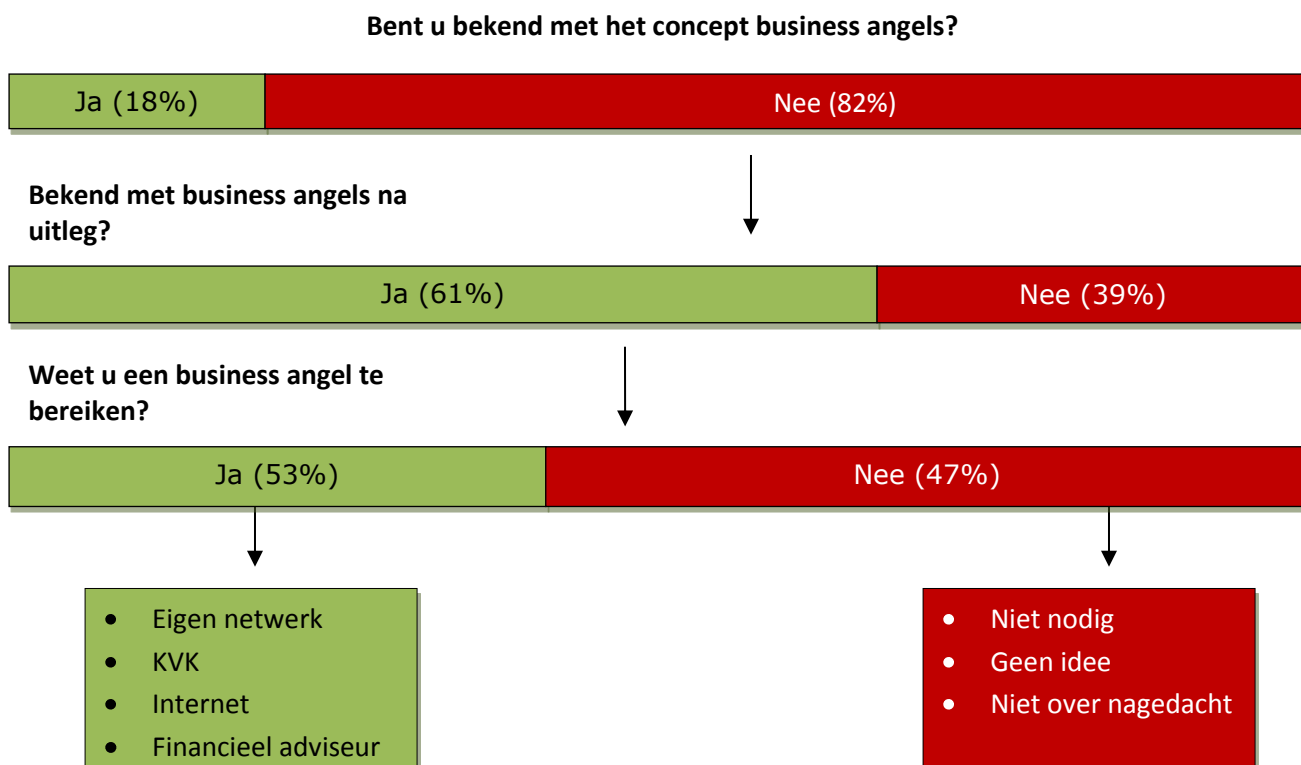 Bent u bekend met het concept business angels?
Ja (18%)
Nee (82%)
Bekend met business angels na
uitleg?
Ja (61%)
Nee (39%)
Weet u een business angel te
bereiken?
Ja (53%)
Nee (47%)
• Eigen netwerk
• KVK
• Internet
• Financieel adviseur
• Niet nodig
• Geen idee
• Niet over nagedacht